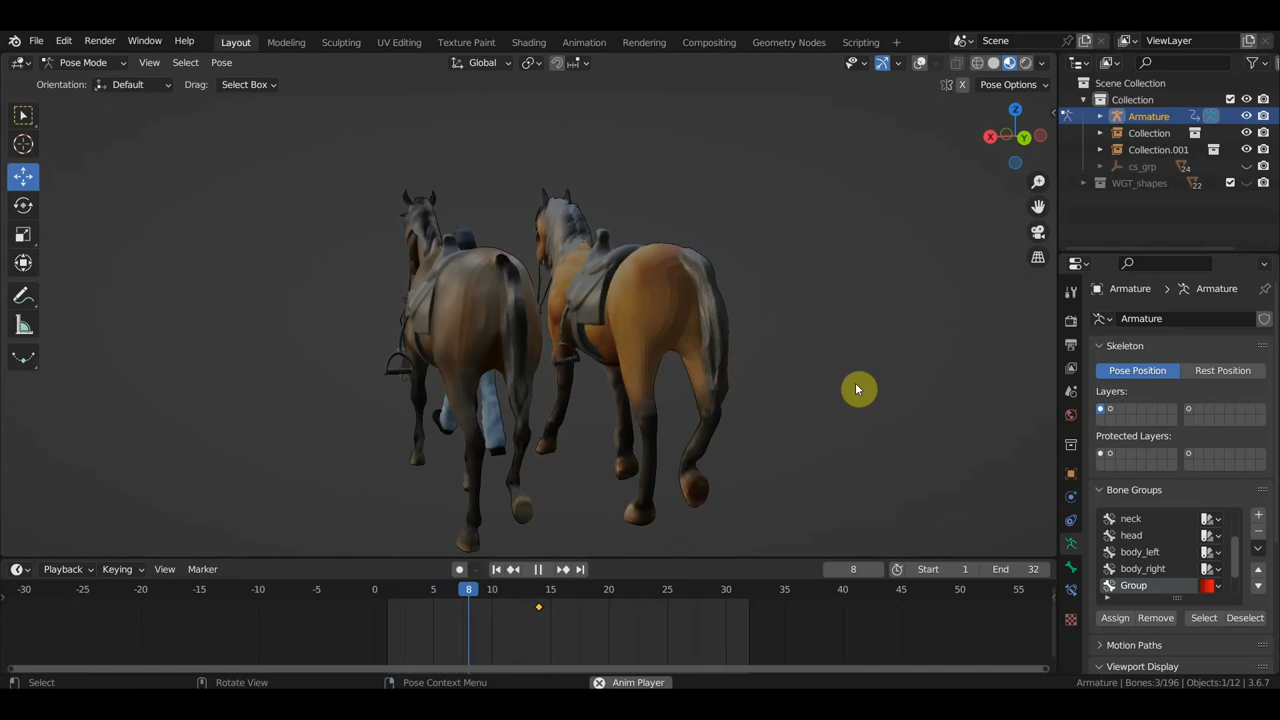 File Edit Render Window Help Layout Modeling Sculpting UV Editing Texture Paint Shading Animation Rendering Compositing Geometry Nodes Scripting + Scene ViewLayer
Pose Mode View Select Pose Global
Orientation: Default Drag: Select Box X Pose Options
Scene Collection
Collection
Armature
Collection
Collection.001
cs_grp 24
WGT_shapes 22
X Y Z
Armature > Armature
Armature
Skeleton
Pose Position Rest Position
Layers:
Protected Layers:
Bone Groups
neck
head
body_left
body_right
Group
Assign Remove Select Deselect
Motion Paths
Viewport Display
Playback Keying View Marker 8 Start 1 End 32
-30 -25 -20 -15 -10 -5 0 5 8 10 15 20 25 30 35 40 45 50 55
Select Rotate View Pose Context Menu Anim Player Armature | Bones:3/196 | Objects:1/12 | 3.6.7